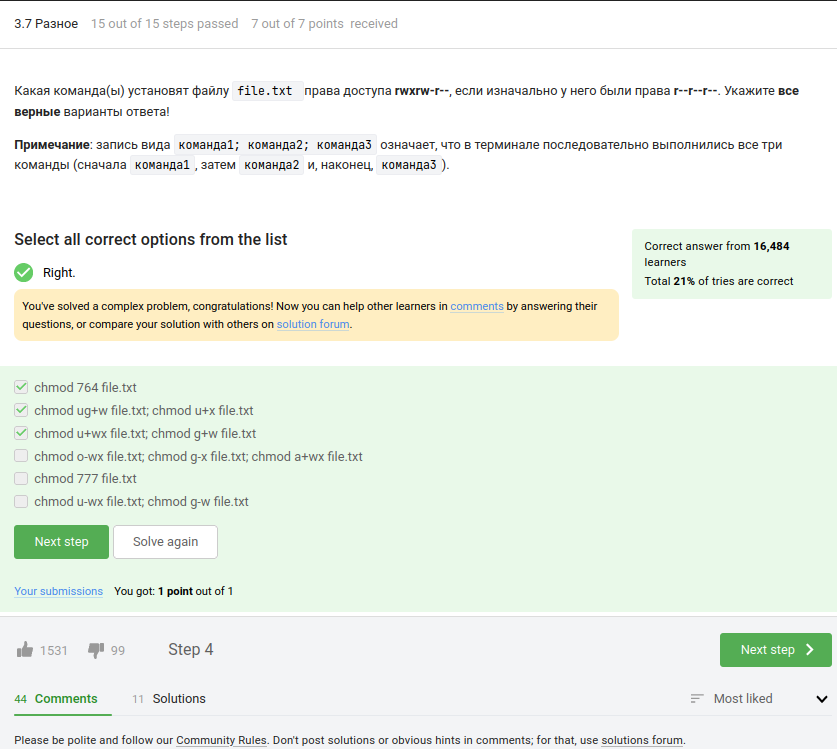 3.7 Разное 15 out of 15 steps passed 7 out of 7 points received
Какая команда(ы) установят файлу file.txt права доступа rwxrw-r--, если изначально у него были права r--r--r--. Укажите все
верные варианты ответа!
Примечание: запись вида команда1; команда2; команда3 означает, что в терминале последовательно выполнились все три
команды (сначала команда1, затем команда2 и, наконец, команда3).
Select all correct options from the list
Right.
You've solved a complex problem, congratulations! Now you can help other learners in comments by answering their
questions, or compare your solution with others on solution forum.
Correct answer from 16,484
learners
Total 21% of tries are correct
chmod 764 file.txt
chmod ug+w file.txt; chmod u+x file.txt
chmod u+wx file.txt; chmod g+w file.txt
chmod o-wx file.txt; chmod g-x file.txt; chmod a+wx file.txt
chmod 777 file.txt
chmod u-wx file.txt; chmod g-w file.txt
Next step Solve again
Your submissions You got: 1 point out of 1
1531 99 Step 4 Next step
44 Comments 11 Solutions Most liked
Please be polite and follow our Community Rules. Don't post solutions or obvious hints in comments; for that, use solutions forum.